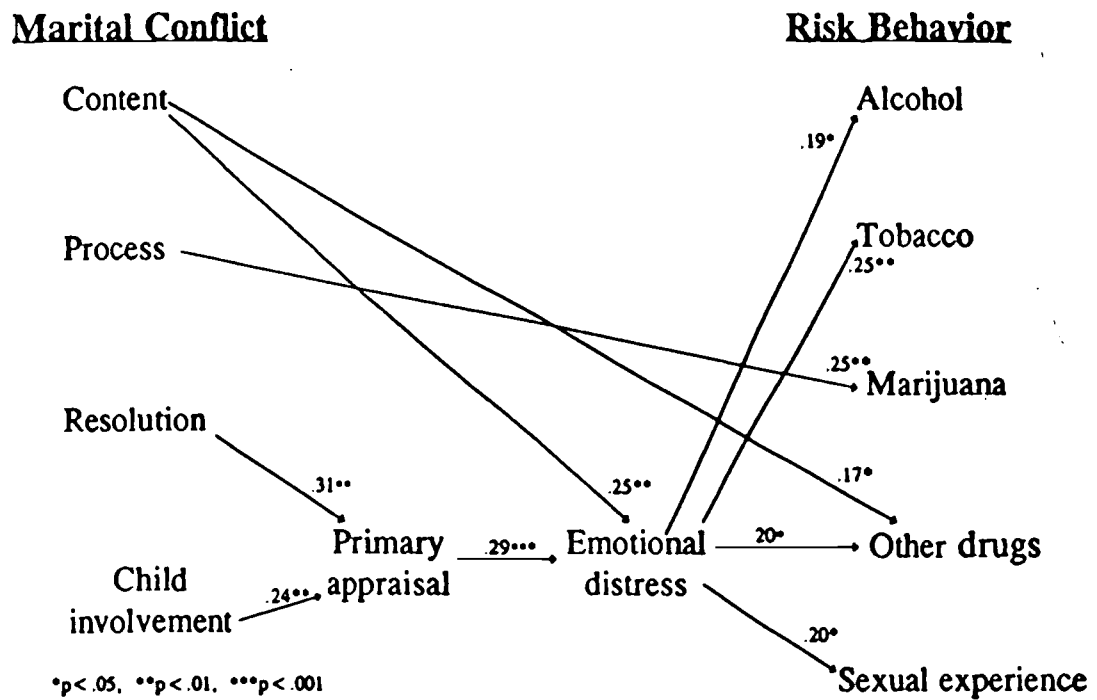 Marital Conflict
Risk Behavior
Content
Alcohol
.19*
Process
Tobacco
.25**
.25**
Marijuana
Resolution
.31**
.25**
.17*
Primary
appraisal
.29***
Emotional
distress
20*
Other drugs
Child
involvement
.24**
.20*
Sexual experience
*p< .05, **p< .01, ***p< .001